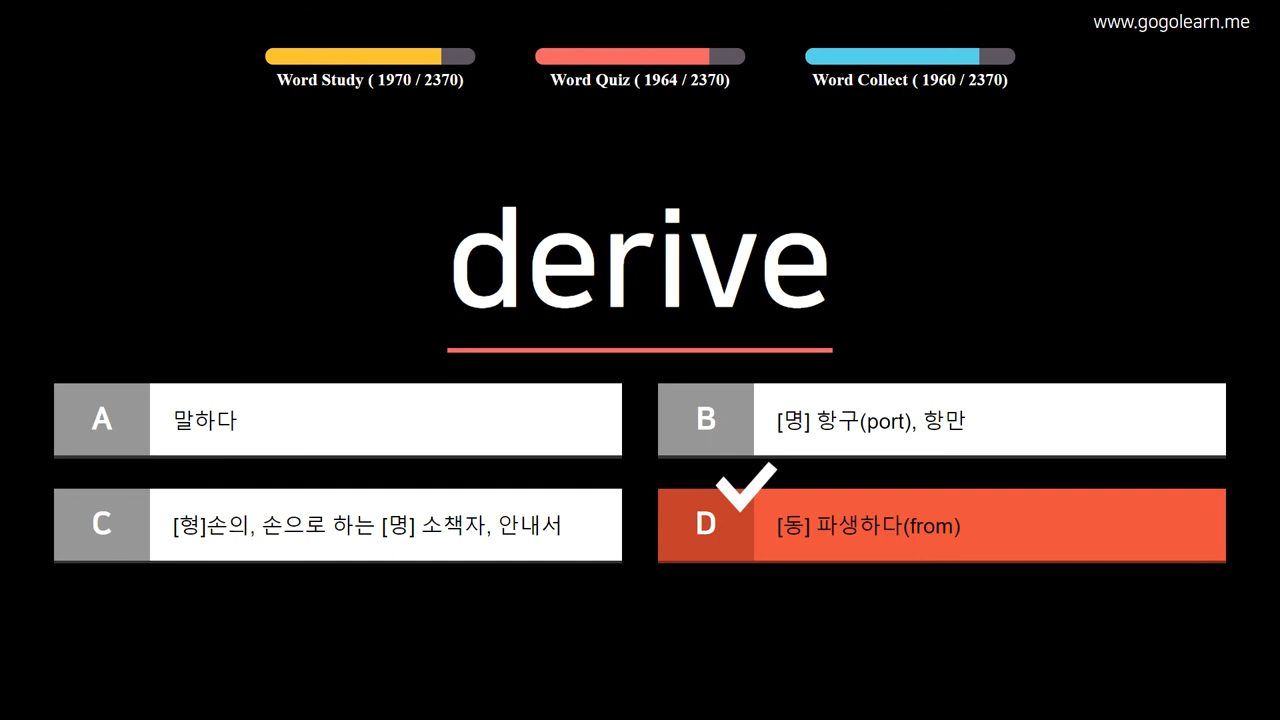 www.gogolearn.me
Word Study ( 1970 / 2370)
Word Quiz ( 1964 / 2370)
Word Collect ( 1960 / 2370)
derive
A 말하다
B [명] 항구(port), 항만
C [형]손의, 손으로 하는 [명] 소책자, 안내서
D [동] 파생하다(from)